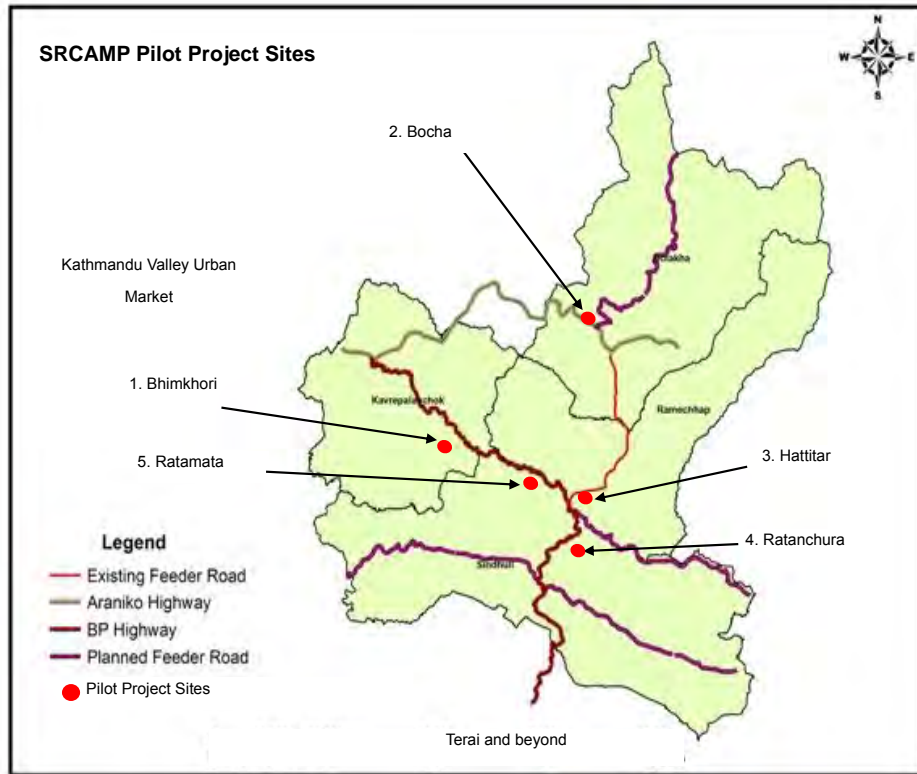 SRCAMP Pilot Project Sites
N
W
E
S
2. Bocha
Kathmandu Valley Urban
Market
1. Bhimkhori
Kavrepalanchok
Ramechhap
5. Ratamata
3. Hattitar
4. Ratanchura
Sindhuli
Legend
Existing Feeder Road
Araniko Highway
BP Highway
Planned Feeder Road
Pilot Project Sites
Terai and beyond